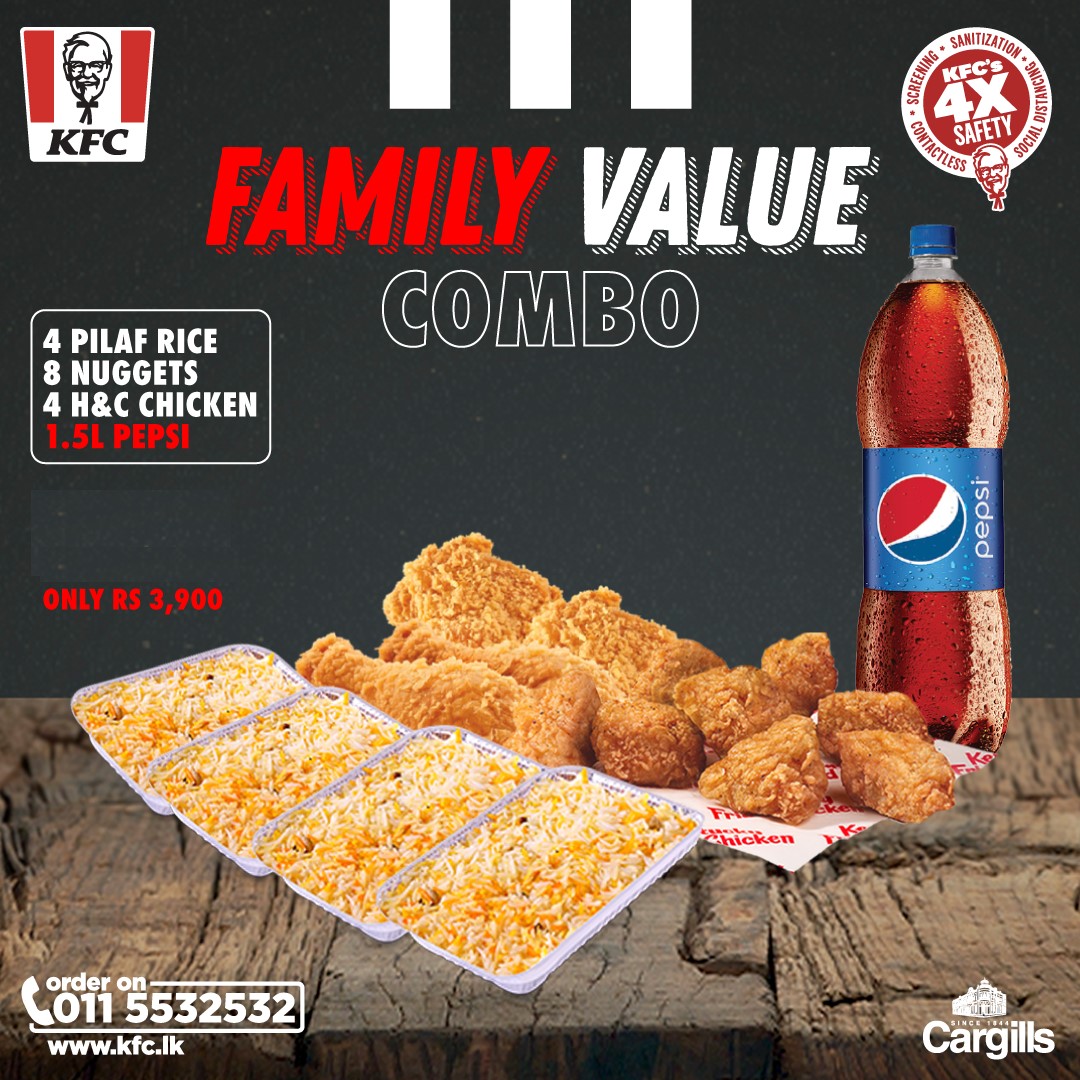 KFC
SCREENING * SANITIZATION * SOCIAL DISTANCING
CONTACTLESS
KFC's
4X
SAFETY
FAMILY VALUE
COMBO
4 PILAF RICE
8 NUGGETS
4 H&C CHICKEN
1.5L PEPSI
pepsi
ONLY RS 3,900
Chicken
order on
011 5532532
www.kfc.lk
SINCE 1844
Cargills